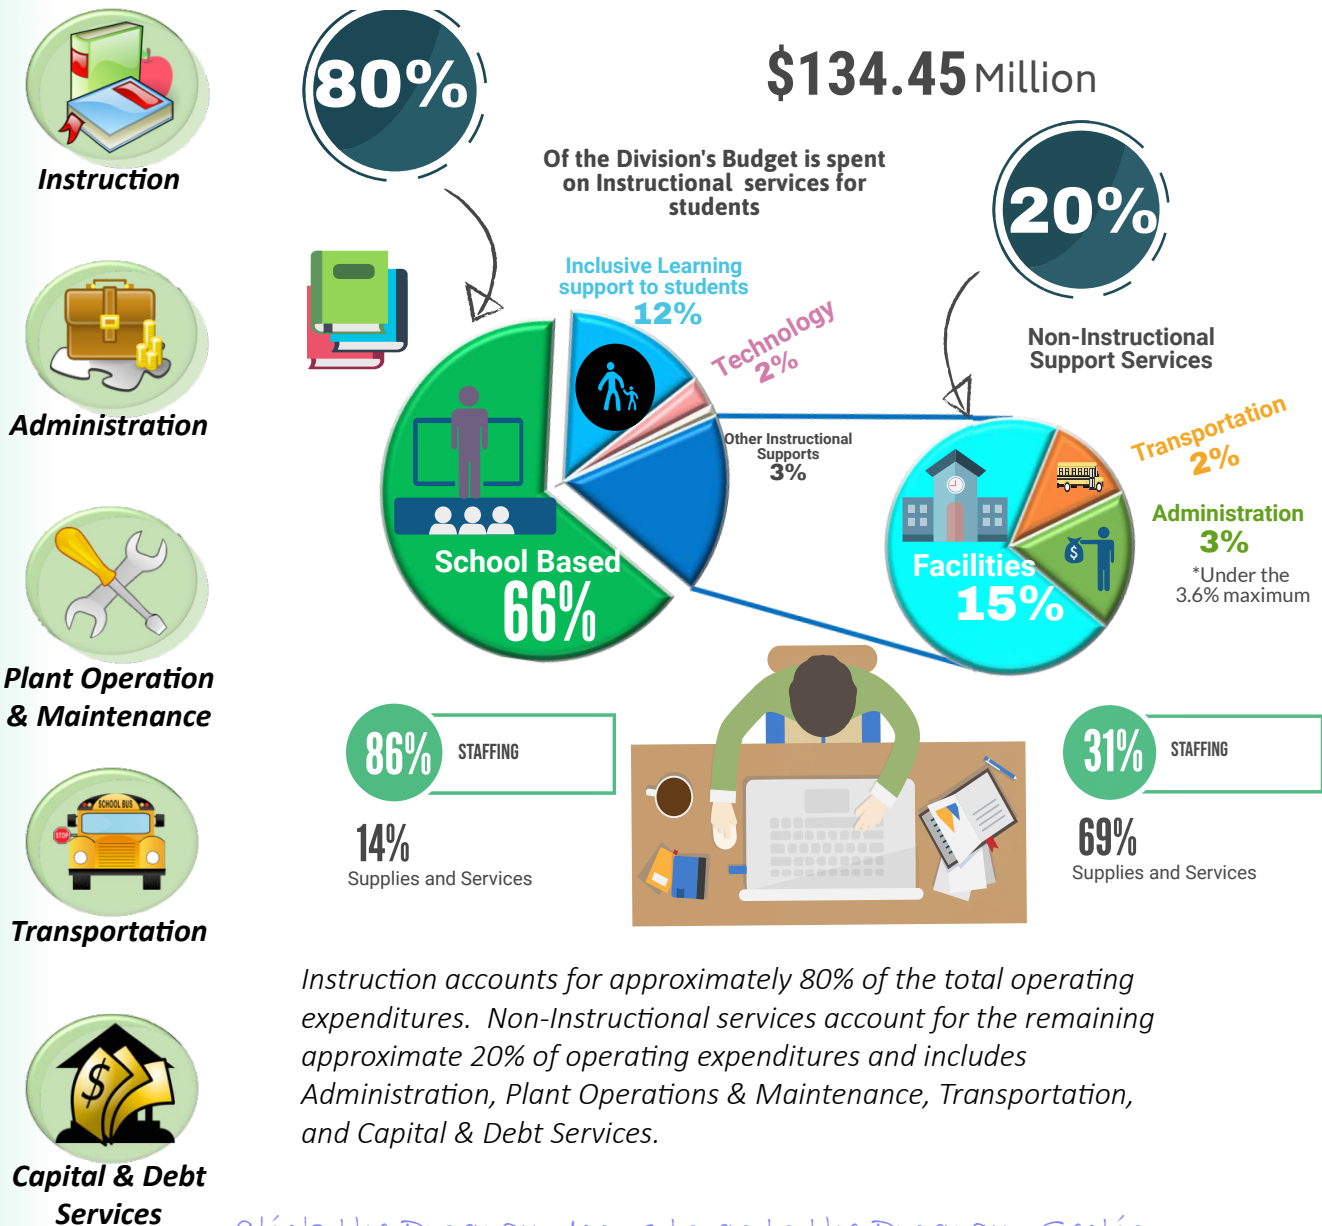 Instruction
Administration
Plant Operation
& Maintenance
SCHOOL BUS
STOP
Transportation
$
Capital & Debt
Services
80%
$134.45 Million
Of the Division's Budget is spent
on Instructional services for
students
20%
Non-Instructional
Support Services
Inclusive Learning
support to students
12%
Technology
2%
Other Instructional
Supports
3%
School Based
66%
Transportation
2%
Administration
3%
*Under the
3.6% maximum
$
Facilities
15%
86% STAFFING
14%
Supplies and Services
31% STAFFING
69%
Supplies and Services
Instruction accounts for approximately 80% of the total operating
expenditures. Non-Instructional services account for the remaining
approximate 20% of operating expenditures and includes
Administration, Plant Operations & Maintenance, Transportation,
and Capital & Debt Services.